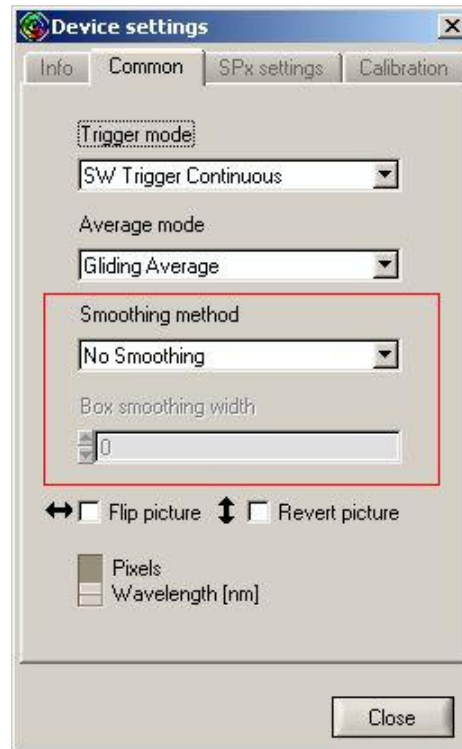 Device settings
Info Common SPx settings Calibration
Trigger mode
SW Trigger Continuous
Average mode
Gliding Average
Smoothing method
No Smoothing
Box smoothing width
0
Flip picture Revert picture
Pixels
Wavelength [nm]
Close